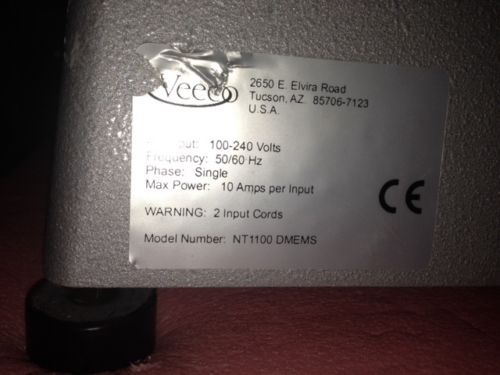 Veeco
2650 E. Elvira Road
Tucson, AZ. 85706-7123
U.S.A.
100-240 Volts
Frequency: 50/60 Hz
Phase: Single
Max Power: 10 Amps per Input
WARNING: 2 Input Cords
Model Number: NT1100 DMEMS
CE